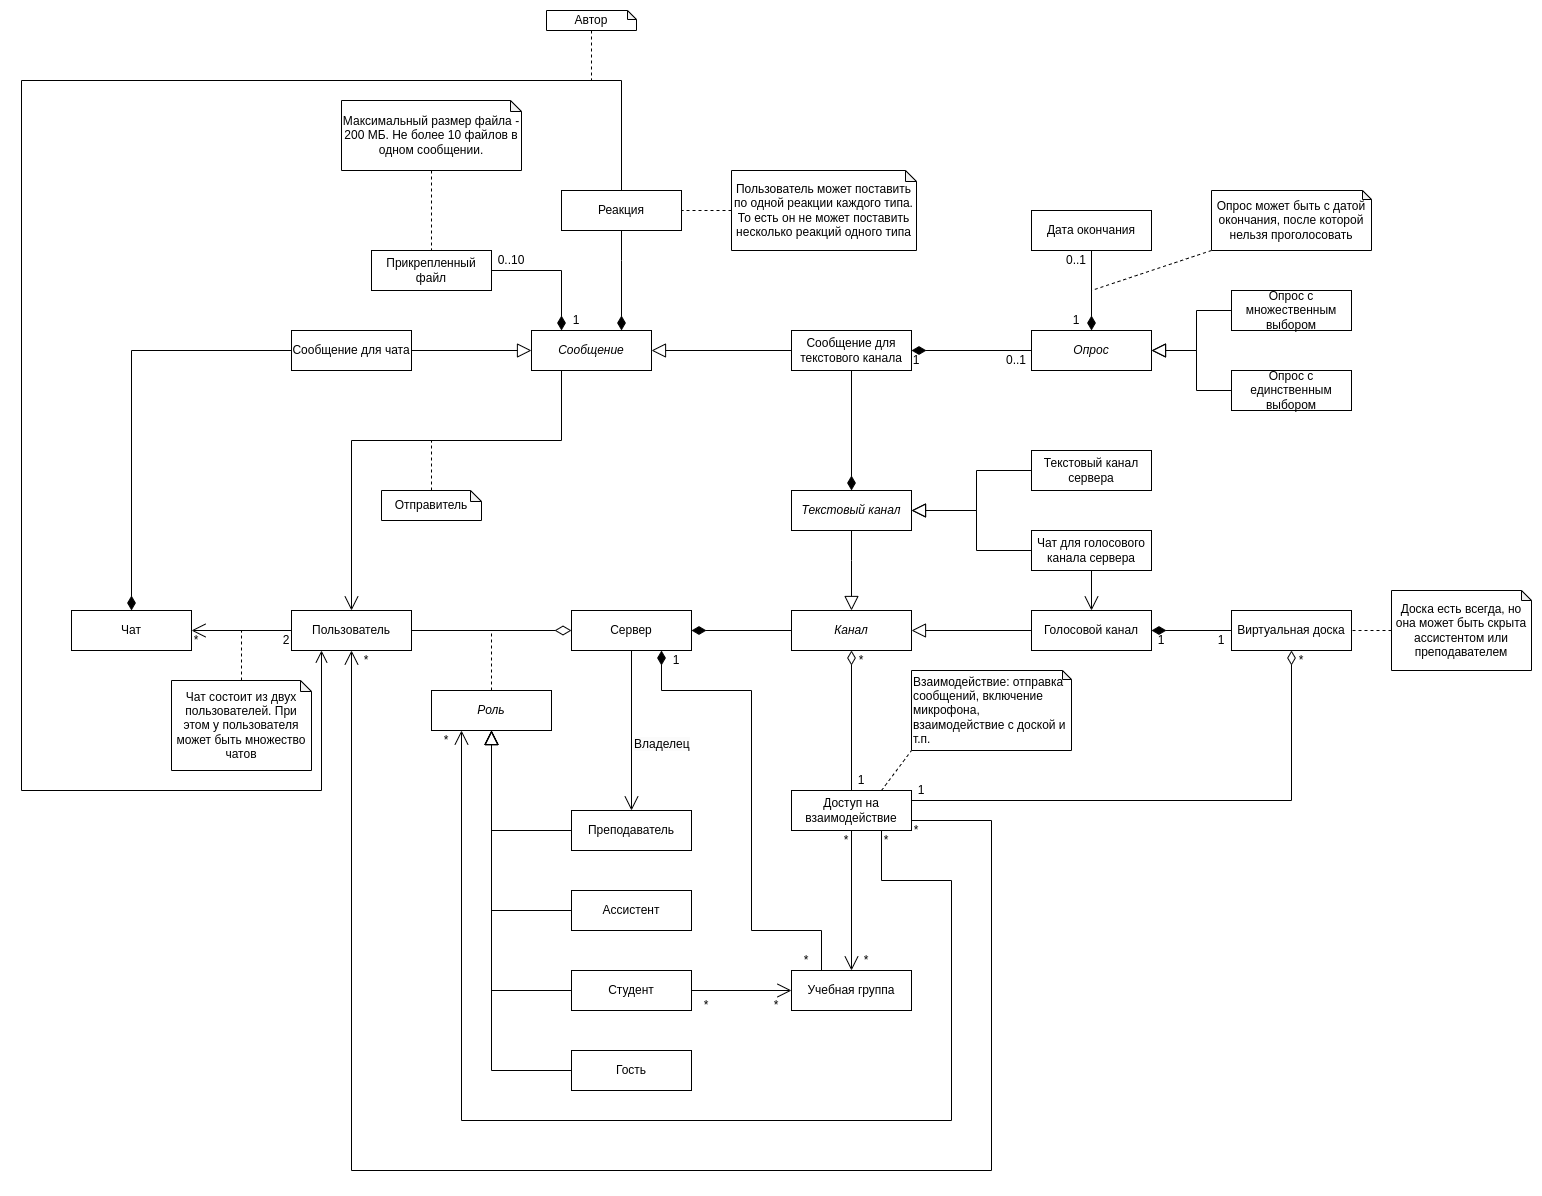 Автор
Максимальный размер файла -
200 МБ. Не более 10 файлов в
одном сообщении.
Реакция
Пользователь может поставить
по одной реакции каждого типа.
То есть он не может поставить
несколько реакций одного типа
Дата окончания
Опрос может быть с датой
окончания, после которой
нельзя проголосовать
Прикрепленный
файл
0..10
1
0..1
1
Опрос с
множественным
выбором
Сообщение для чата
Сообщение
Сообщение для
текстового канала
1
0..1
Опрос
Опрос с
единственным
выбором
Отправитель
Текстовый канал
Текстовый канал
сервера
Чат для голосового
канала сервера
Чат
*
2
Пользователь
*
Сервер
1
Канал
*
Голосовой канал
1
1
Виртуальная доска
*
Доска есть всегда, но
она может быть скрыта
ассистентом или
преподавателем
Чат состоит из двух
пользователей. При
этом у пользователя
может быть множество
чатов
Роль
*
Владелец
Взаимодействие: отправка
сообщений, включение
микрофона,
взаимодействие с доской и
т.п.
1
1
Доступ на
взаимодействие
*
*
*
Преподаватель
Ассистент
*
*
Студент
*
*
Учебная группа
Гость